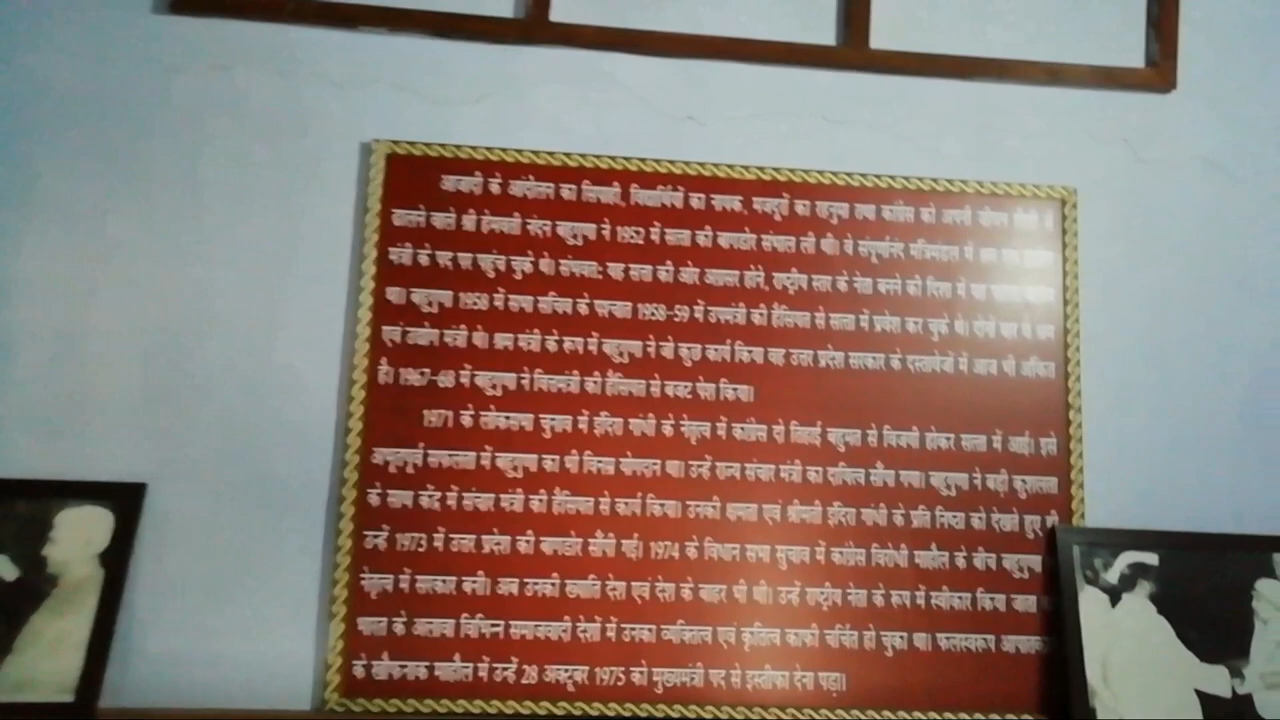 आजादी के आंदोलन का सिपाही, विद्यार्थियों का नायक, मजदूरों का रहनुमा तथा कांग्रेस को अपनी जीवन शैली में
ढालने वाले श्री हेमवती नंदन बहुगुणा ने 1952 में सत्ता की बागडोर संभाल ली थी। वे संपूर्णानंद मंत्रिमंडल में
मंत्री के पद पर पहुंच चुके थे। संभवत: यह सत्ता की ओर अग्रसर होने, राष्ट्रीय स्तर के नेता बनने की दिशा में
था। बहुगुणा 1958 में सभा सचिव के पश्चात 1958-59 में उपमंत्री की हैसियत से सत्ता में प्रवेश कर चुके थे। दोनों बार वे श्रम
एवं उद्योग मंत्री थे। श्रम मंत्री के रूप में बहुगुणा ने जो कुछ कार्य किया वह उत्तर प्रदेश सरकार के दस्तावेजों में आज भी अंकित
है। 1967-68 में बहुगुणा ने वित्तमंत्री की हैसियत से बजट पेश किया।
1971 के लोकसभा चुनाव में इंदिरा गांधी के नेतृत्व में कांग्रेस दो तिहाई बहुमत से विजयी होकर सत्ता में आई। इसे
अभूतपूर्व सफलता में बहुगुणा का भी योगदान था। उन्हें राज्य संचार मंत्री का दायित्व सौंपा गया। बहुगुणा ने बड़ी कुशलता
के साथ केंद्र में संचार मंत्री की हैसियत से कार्य किया। उनकी क्षमता एवं श्रीमती इंदिरा गांधी के प्रति निष्ठा को देखते हुए ही
उन्हें 1973 में उत्तर प्रदेश की बागडोर सौंपी गई। 1974 के विधान सभा चुनाव में कांग्रेस विरोधी माहौल के बीच बहुगुणा
नेतृत्व में सरकार बनी। अब उनकी ख्याति देश एवं देश के बाहर भी थी। उन्हें राष्ट्रीय नेता के रूप में स्वीकार किया जाता
भारत के अलावा विभिन्न समाजवादी देशों में उनका व्यक्तित्व एवं कृतित्व काफी चर्चित हो चुका था। फलस्वरूप
के खौफनाक माहौल में उन्हें 28 अक्टूबर 1975 को मुख्यमंत्री पद से इस्तीफा देना पड़ा।